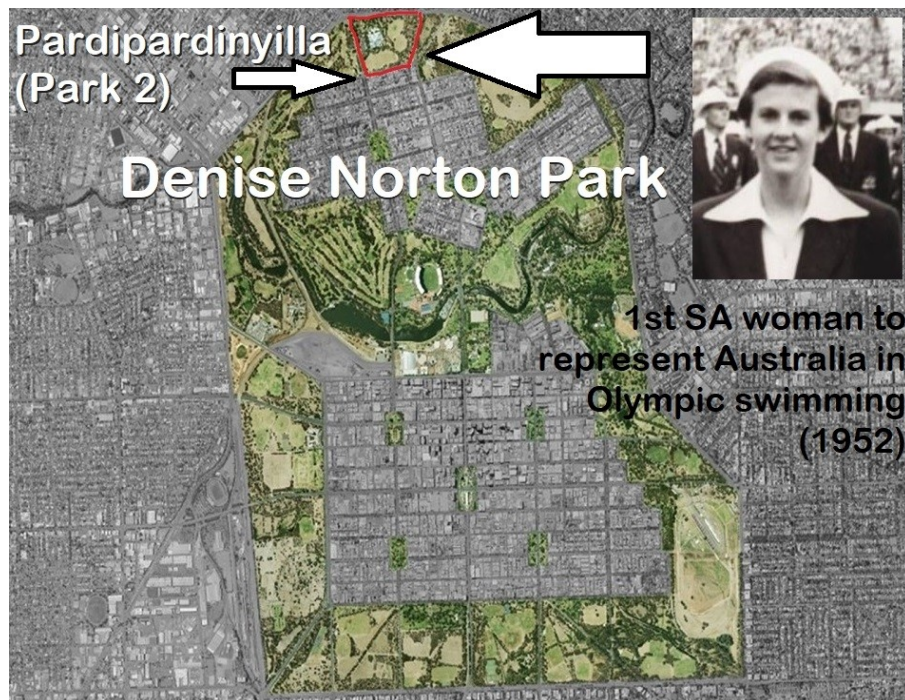 Pardipardinyilla
(Park 2)
Denise Norton Park
1st SA woman to
represent Australia in
Olympic swimming
(1952)